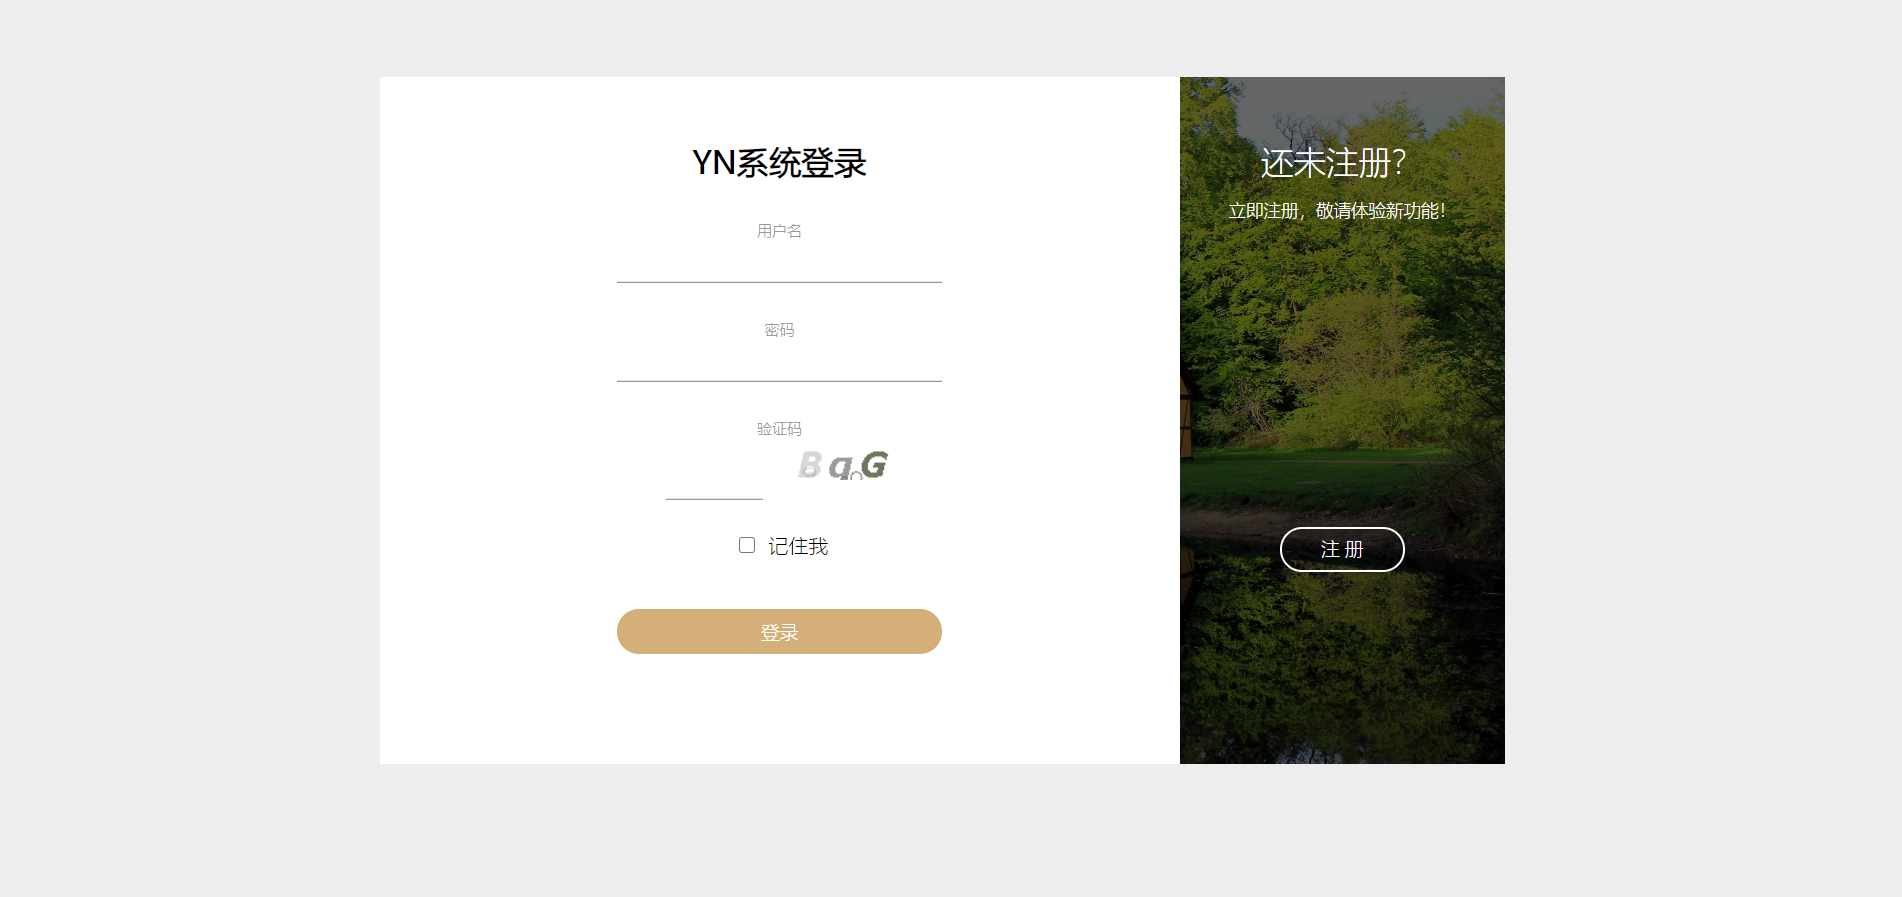 YN系统登录
用户名
密码
验证码
BqG
记住我
登录
还未注册？
立即注册，敬请体验新功能！
注 册